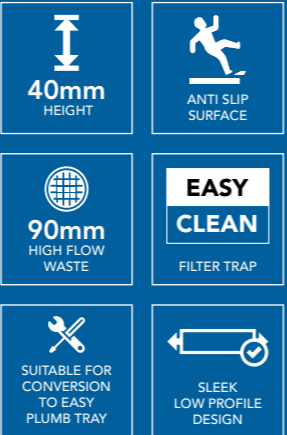 40mm
HEIGHT
ANTI SLIP
SURFACE
90mm
HIGH FLOW
WASTE
EASY
CLEAN
FILTER TRAP
SUITABLE FOR
CONVERSION
TO EASY
PLUMB TRAY
SLEEK
LOW PROFILE
DESIGN